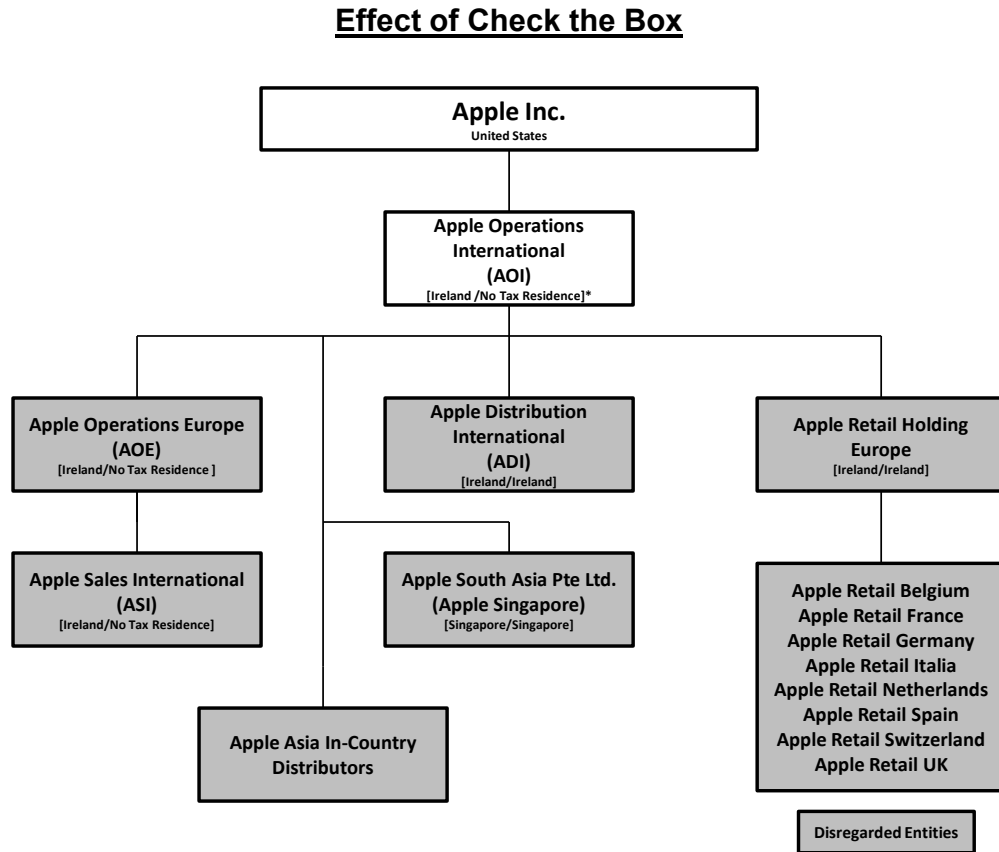 Effect of Check the Box
Apple Inc.
United States
Apple Operations
International
(AOI)
[Ireland /No Tax Residence]*
Apple Operations Europe
(AOE)
[Ireland/No Tax Residence ]
Apple Distribution
International
(ADI)
[Ireland/Ireland]
Apple Retail Holding
Europe
[Ireland/Ireland]
Apple Sales International
(ASI)
[Ireland/No Tax Residence]
Apple South Asia Pte Ltd.
(Apple Singapore)
[Singapore/Singapore]
Apple Retail Belgium
Apple Retail France
Apple Retail Germany
Apple Retail Italia
Apple Retail Netherlands
Apple Retail Spain
Apple Retail Switzerland
Apple Retail UK
Apple Asia In-Country
Distributors
Disregarded Entities